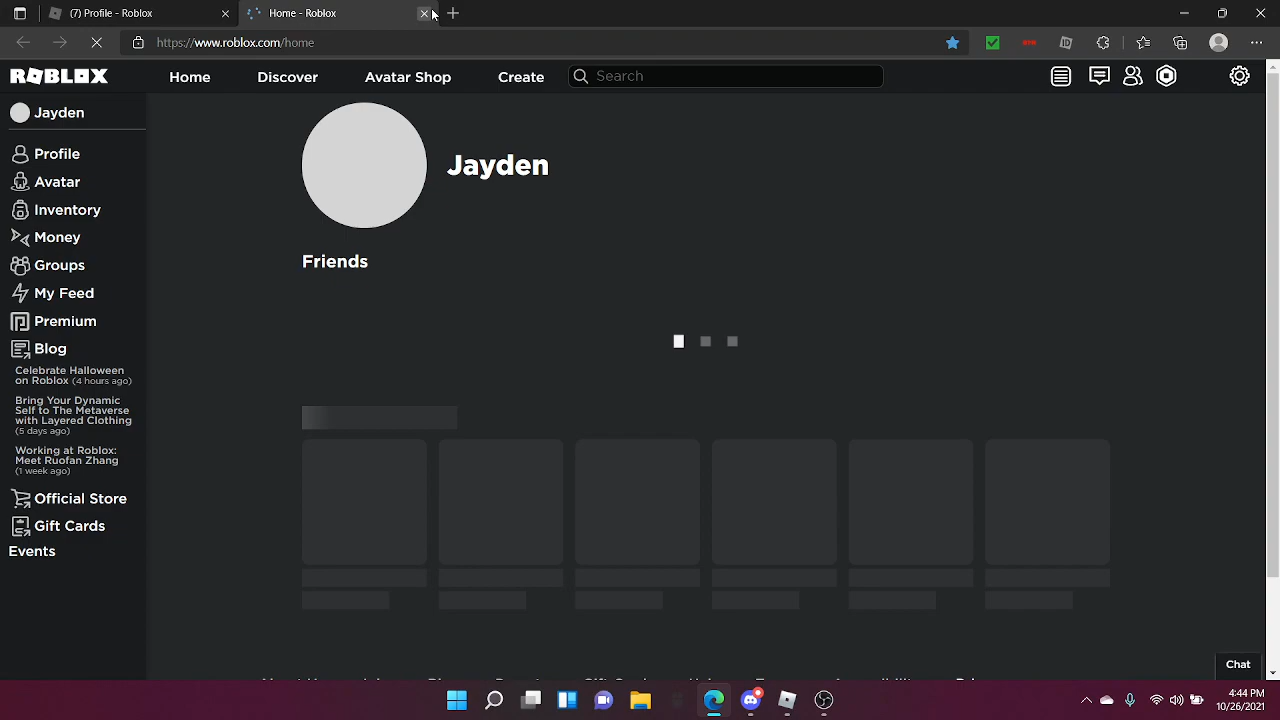 (7) Profile - Roblox
Home - Roblox
https://www.roblox.com/home
ROBLOX
Home
Discover
Avatar Shop
Create
Search
Jayden
Jayden
Profile
Avatar
Inventory
Money
Groups
My Feed
Premium
Blog
Celebrate Halloween
on Roblox (4 hours ago)
Bring Your Dynamic
Self to The Metaverse
with Layered Clothing
(5 days ago)
Working at Roblox:
Meet Ruofan Zhang
(1 week ago)
Official Store
Gift Cards
Events
Friends
Chat
4:44 PM
10/26/2021